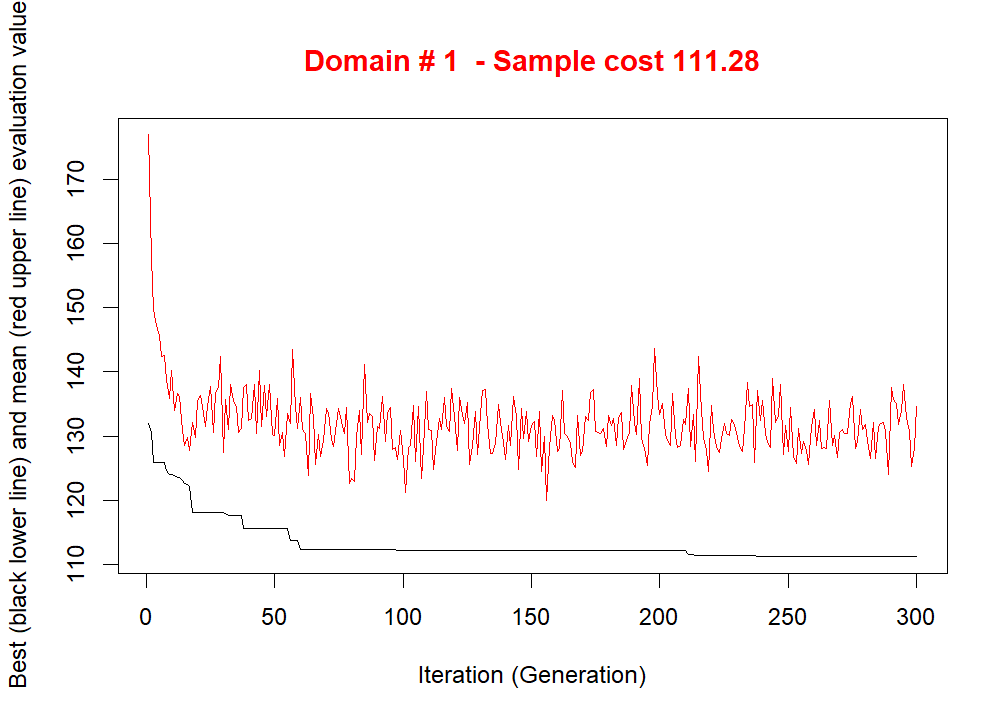 Domain # 1  - Sample cost 111.28
Best (black lower line) and mean (red upper line) evaluation value
170
160
150
140
130
120
110
0 50 100 150 200 250 300
Iteration (Generation)